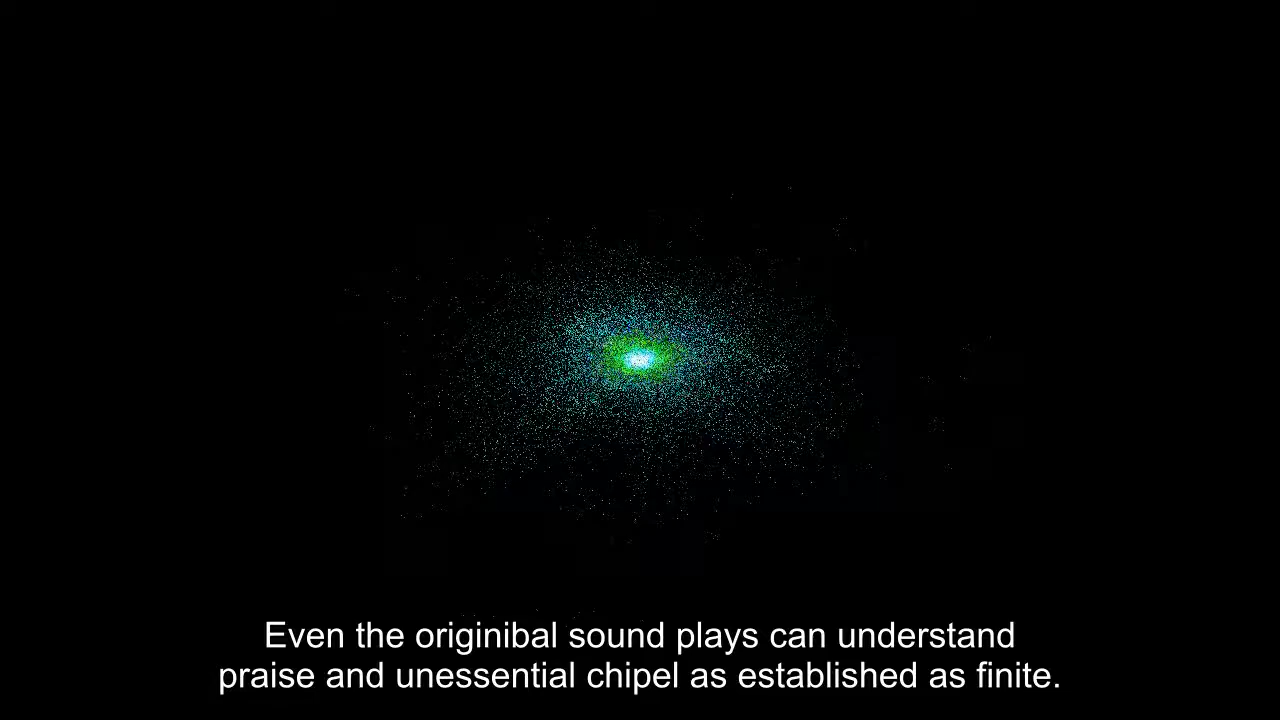 Even the originibal sound plays can understand
praise and unessential chipel as established as finite.